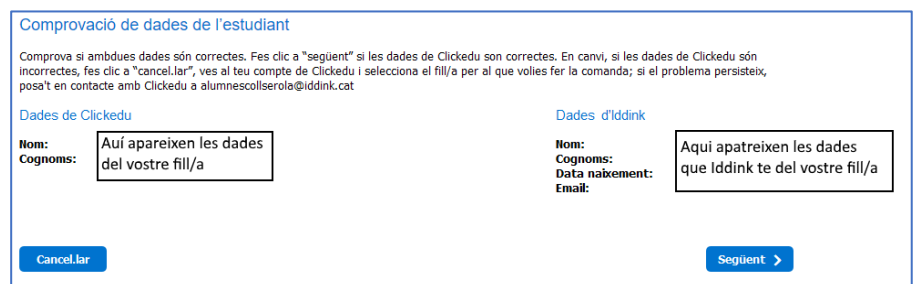 Comprovació de dades de l'estudiant
Comprova si ambdues dades són correctes. Fes clic a "següent" si les dades de Clickedu son correctes. En canvi, si les dades de Clickedu són
incorrectes, fes clic a "cancel.lar", ves al teu compte de Clickedu i selecciona el fill/a per al que volies fer la comanda; si el problema persisteix,
posa't en contacte amb Clickedu a alumnescollserola@iddink.cat
Dades de Clickedu
Nom:
Cognoms:
Auí apareixen les dades
del vostre fill/a
Dades d'Iddink
Nom:
Cognoms:
Data naixement:
Email:
Aqui apatreixen les dades
que Iddink te del vostre fill/a
Cancel.lar
Següent